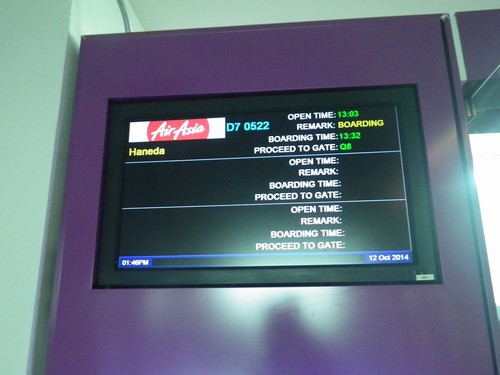 AirAsia D7 0522 OPEN TIME: 13:03
REMARK: BOARDING
BOARDING TIME: 13:32
Haneda PROCEED TO GATE: Q8
OPEN TIME:
REMARK:
BOARDING TIME:
PROCEED TO GATE:
OPEN TIME:
REMARK:
BOARDING TIME:
PROCEED TO GATE:
01:46PM 12 Oct 2014